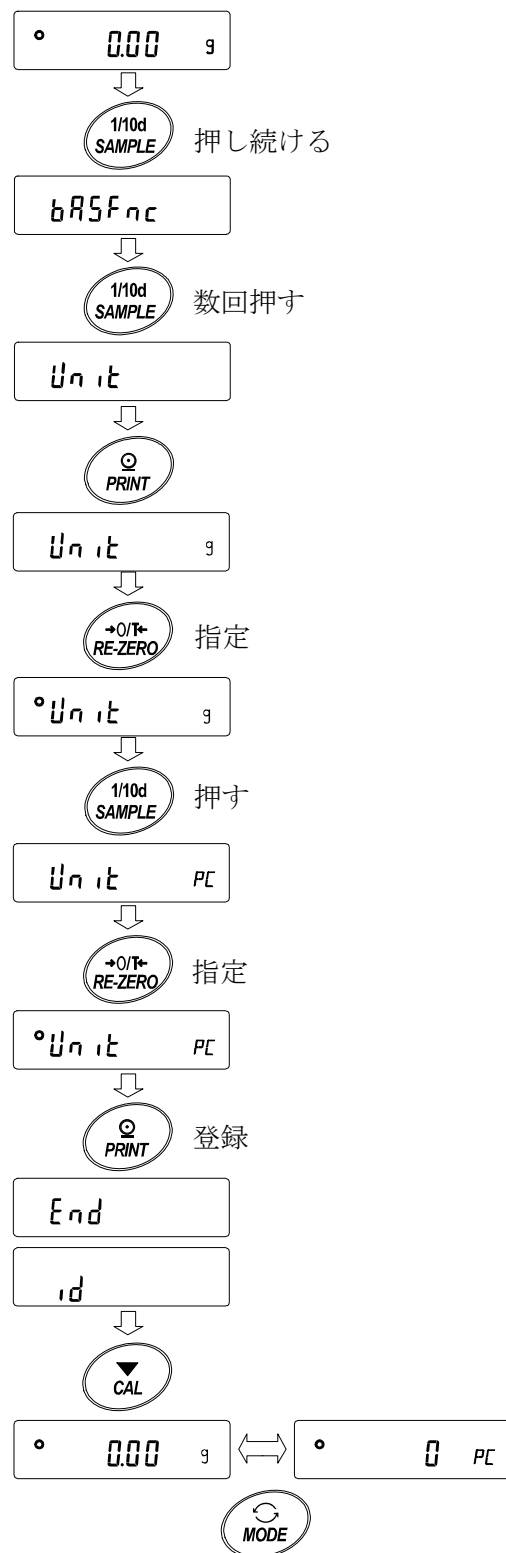 0.00 g
1/10d
SAMPLE 押し続ける
bASFnc
1/10d
SAMPLE 数回押す
Unit
PRINT
Unit g
→0/T←
RE-ZERO 指定
Unit g
1/10d
SAMPLE 押す
Unit PC
→0/T←
RE-ZERO 指定
Unit PC
PRINT 登録
End
id
CAL
0.00 g 0 PC
MODE